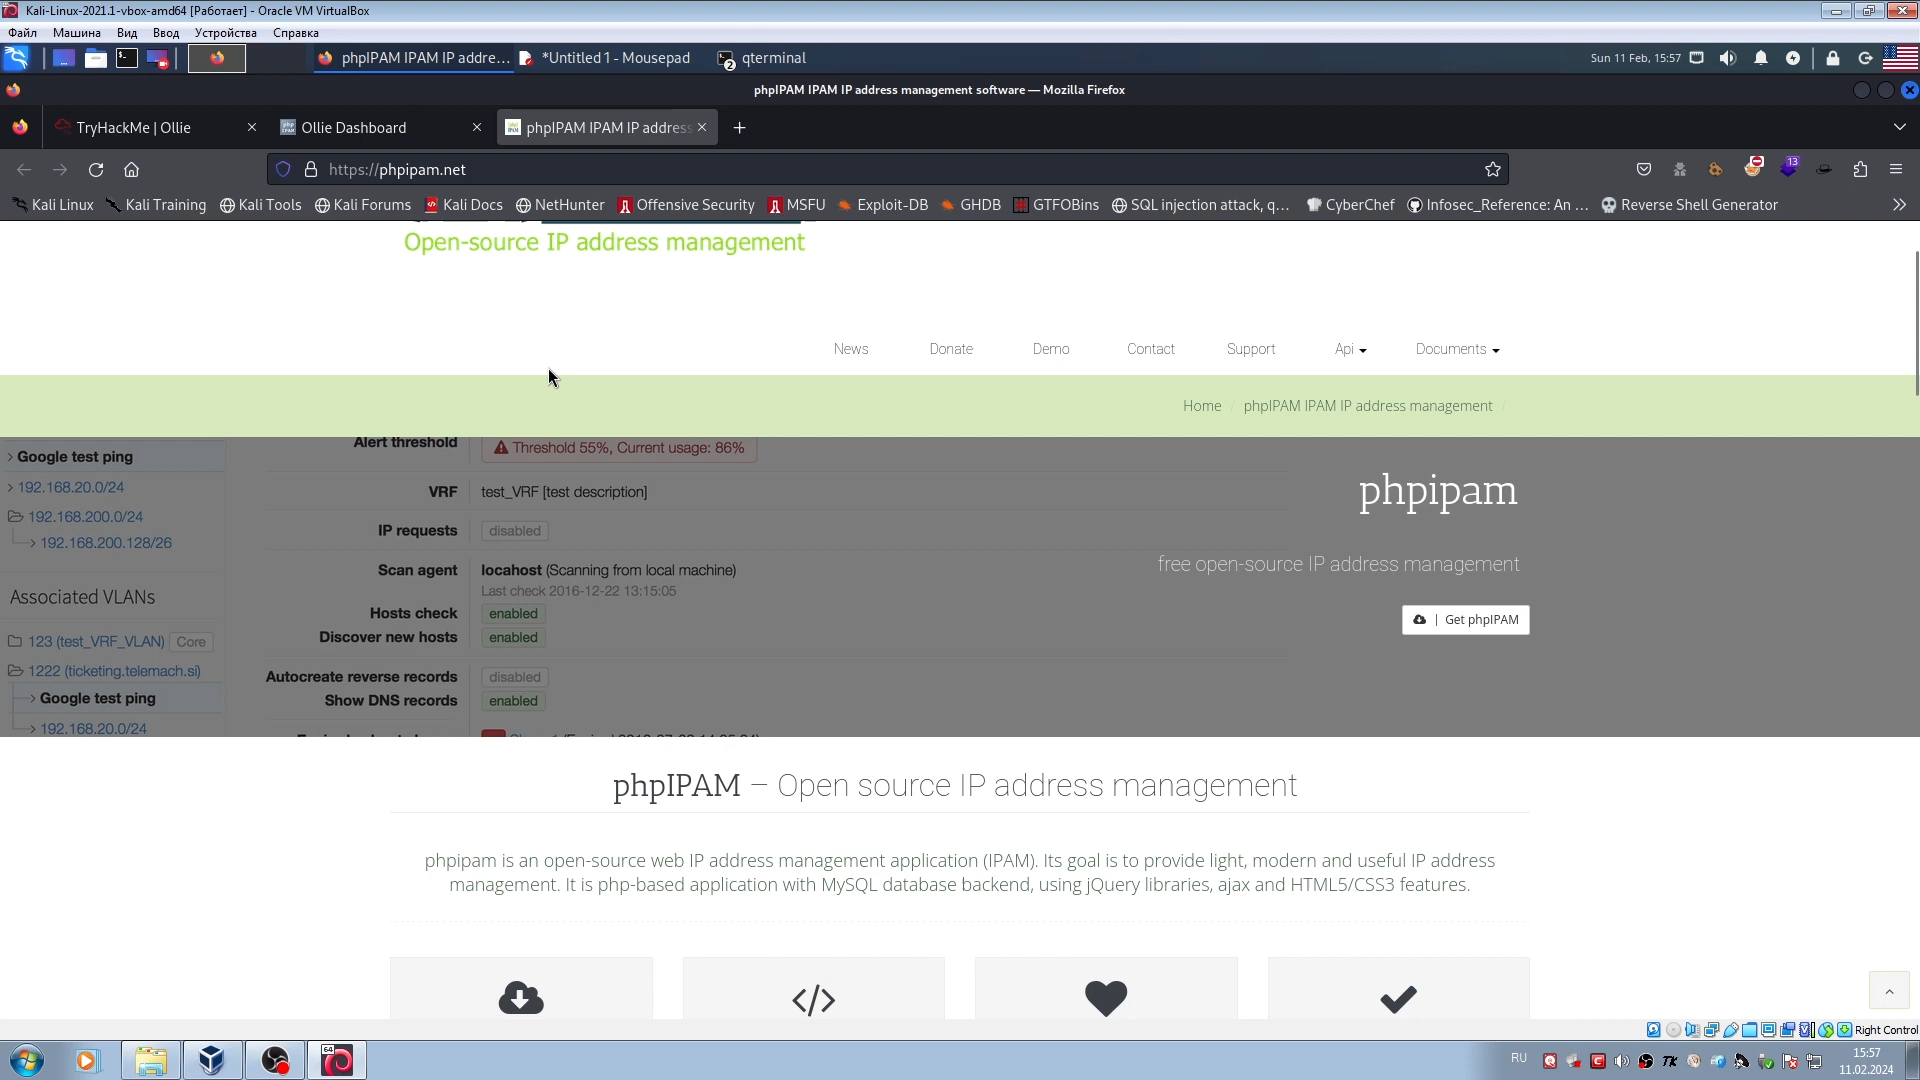 Kali-Linux-2021.1-vbox-amd64 [Работает] - Oracle VM VirtualBox
Файл Машина Вид Ввод Устройства Справка
phpIPAM IPAM IP addre... *Untitled 1 - Mousepad 2 qterminal Sun 11 Feb, 15:57
phpIPAM IPAM IP address management software — Mozilla Firefox
TryHackMe | Ollie Ollie Dashboard phpIPAM IPAM IP address
https://phpipam.net 13
Kali Linux Kali Training Kali Tools Kali Forums Kali Docs NetHunter Offensive Security MSFU Exploit-DB GHDB GTFOBins SQL injection attack, q... CyberChef Infosec_Reference: An ... Reverse Shell Generator
Open-source IP address management
News Donate Demo Contact Support Api Documents
Home / phpIPAM IPAM IP address management /
Alert threshold Threshold 55%, Current usage: 86%
Google test ping
192.168.20.0/24
VRF test_VRF [test description]
192.168.200.0/24
IP requests disabled
192.168.200.128/26
Scan agent locahost (Scanning from local machine)
Last check 2016-12-22 13:15:05
Associated VLANs
Hosts check enabled
Discover new hosts enabled
123 (test_VRF_VLAN) Core
1222 (ticketing.telemach.si)
Autocreate reverse records disabled
Google test ping
Show DNS records enabled
192.168.20.0/24
phpipam
free open-source IP address management
| Get phpIPAM
phpIPAM – Open source IP address management
phpipam is an open-source web IP address management application (IPAM). Its goal is to provide light, modern and useful IP address
management. It is php-based application with MySQL database backend, using jQuery libraries, ajax and HTML5/CSS3 features.
Right Control
64 RU 15:57
11.02.2024